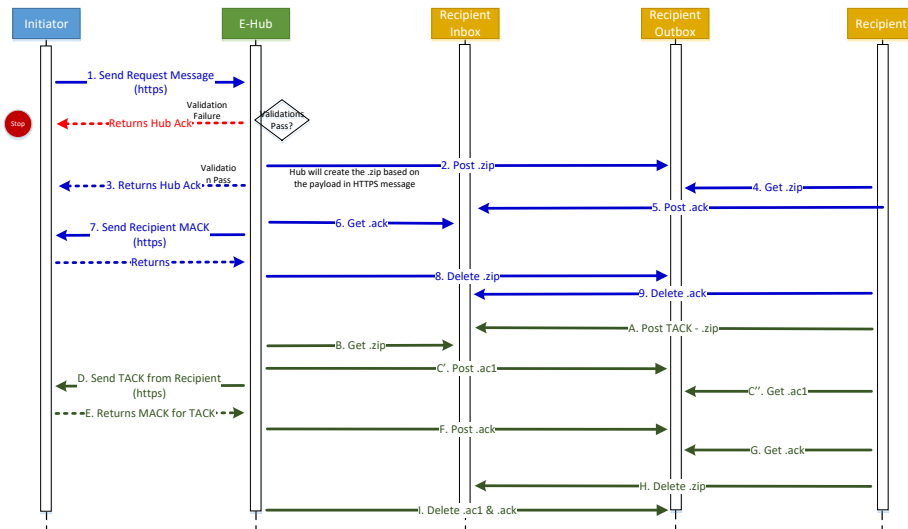 Initiator
E-Hub
Recipient
Inbox
Recipient
Outbox
Recipient
1. Send Request Message
(https)
Validation
Failure
Validations
Pass?
Stop
Returns Hub Ack
2. Post .zip
Validatio
n Pass
Hub will create the .zip based on
the payload in HTTPS message
3. Returns Hub Ack
4. Get .zip
5. Post .ack
6. Get .ack
7. Send Recipient MACK
(https)
Returns
8. Delete .zip
9. Delete .ack
A. Post TACK - .zip
B. Get .zip
C'. Post .ac1
D. Send TACK from Recipient
(https)
C''. Get .ac1
E. Returns MACK for TACK
F. Post .ack
G. Get .ack
H. Delete .zip
I. Delete .ac1 & .ack